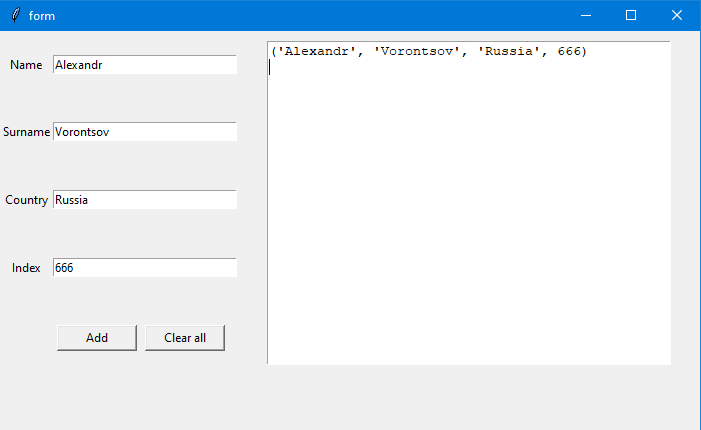 form
Name Alexandr
Surname Vorontsov
Country Russia
Index 666
Add Clear all
('Alexandr', 'Vorontsov', 'Russia', 666)